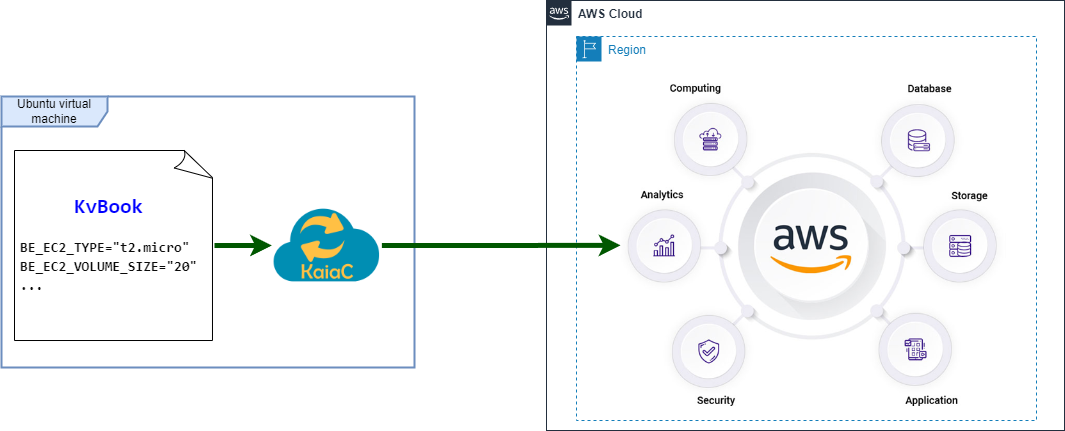 aws
AWS Cloud
Region
Ubuntu virtual
machine
KvBook
BE_EC2_TYPE="t2.micro"
BE_EC2_VOLUME_SIZE="20"
...
KaiaC
Computing
Database
Analytics
Storage
aws
Security
Application